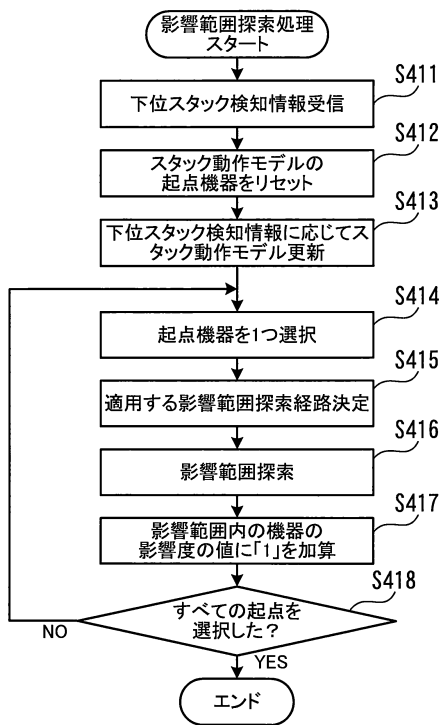 影響範囲探索処理
スタート
S411
下位スタック検知情報受信
S412
スタック動作モデルの
起点機器をリセット
S413
下位スタック検知情報に応じてス
タック動作モデル更新
S414
起点機器を1つ選択
S415
適用する影響範囲探索経路決定
S416
影響範囲探索
S417
影響範囲内の機器の
影響度の値に「1」を加算
S418
すべての起点を
選択した？
NO
YES
エンド